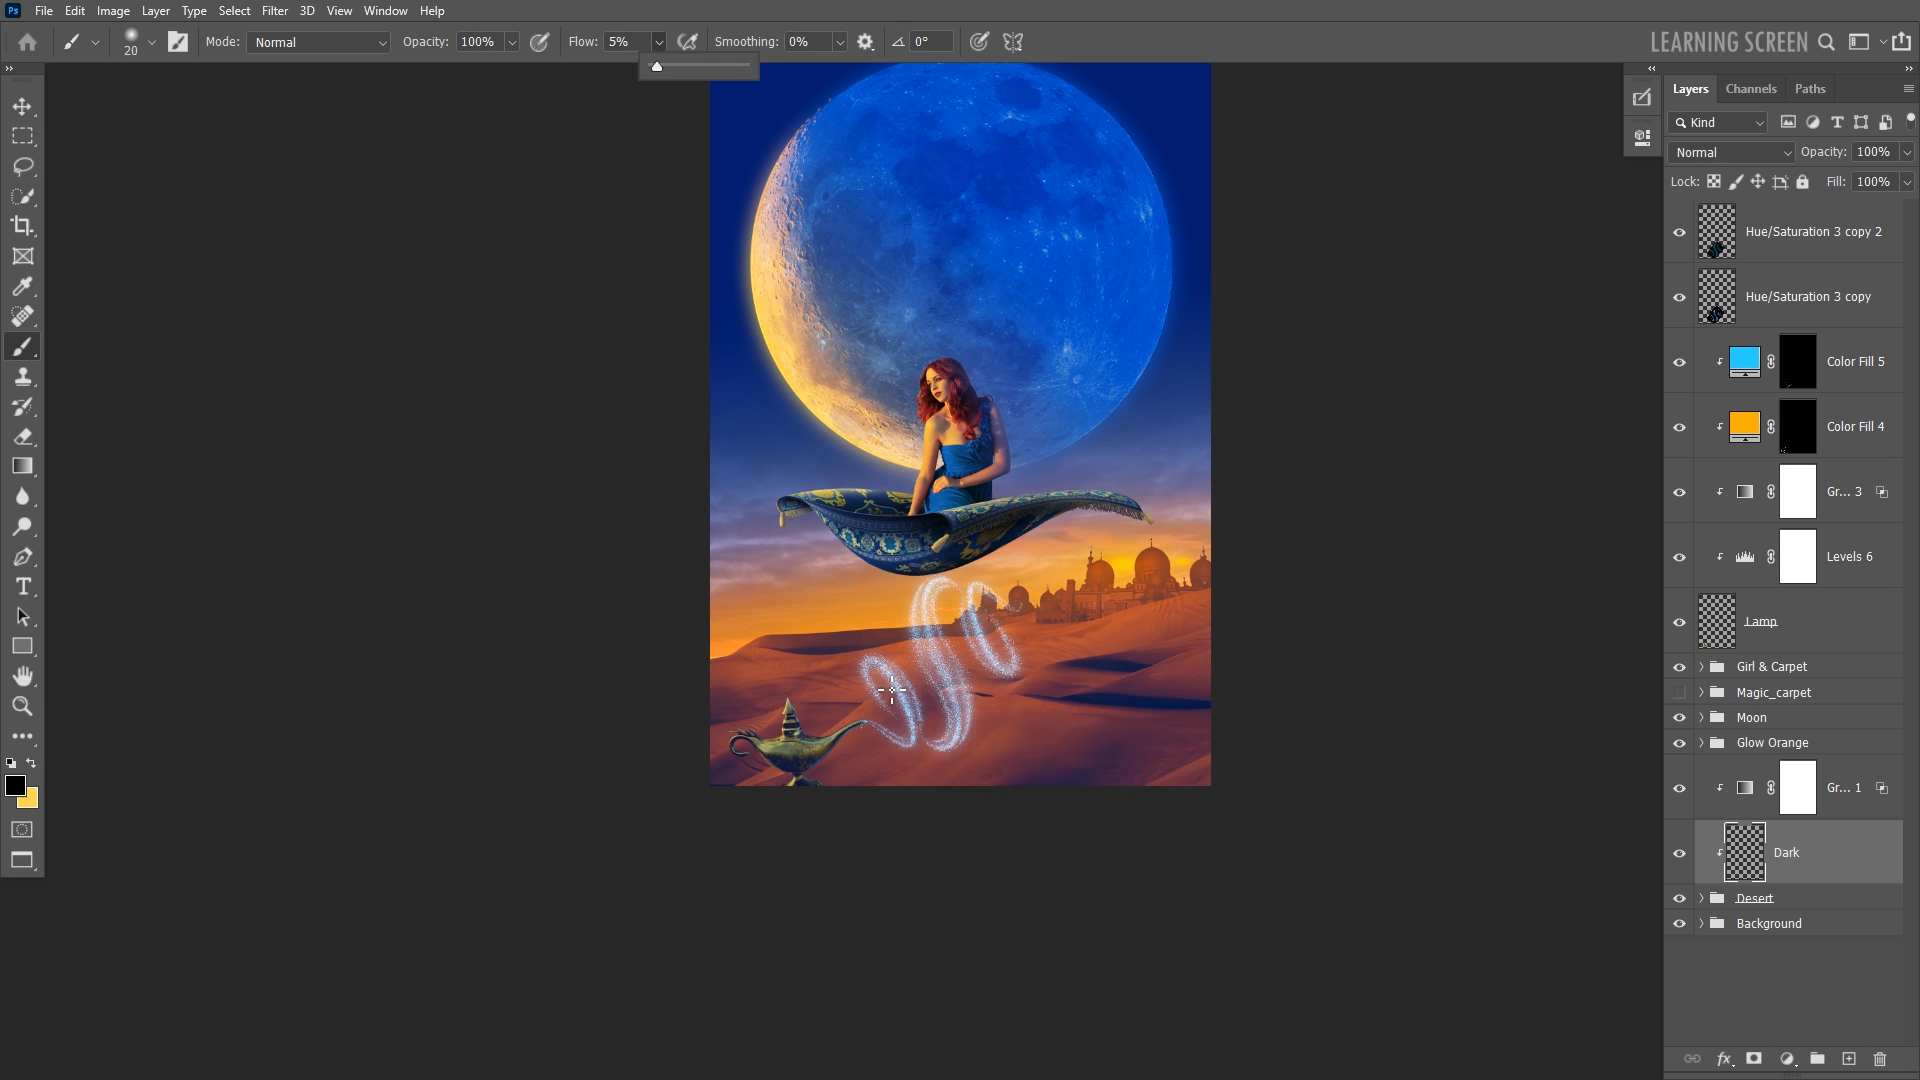 Ps File Edit Image Layer Type Select Filter 3D View Window Help
20 Mode: Normal Opacity: 100% Flow: 5% Smoothing: 0% 0° LEARNING SCREEN
Layers Channels Paths
Kind
Normal Opacity: 100%
Lock: Fill: 100%
Hue/Saturation 3 copy 2
Hue/Saturation 3 copy
Color Fill 5
Color Fill 4
Gr... 3
Levels 6
Lamp
Girl & Carpet
Magic_carpet
Moon
Glow Orange
Gr... 1
Dark
Desert
Background
fx